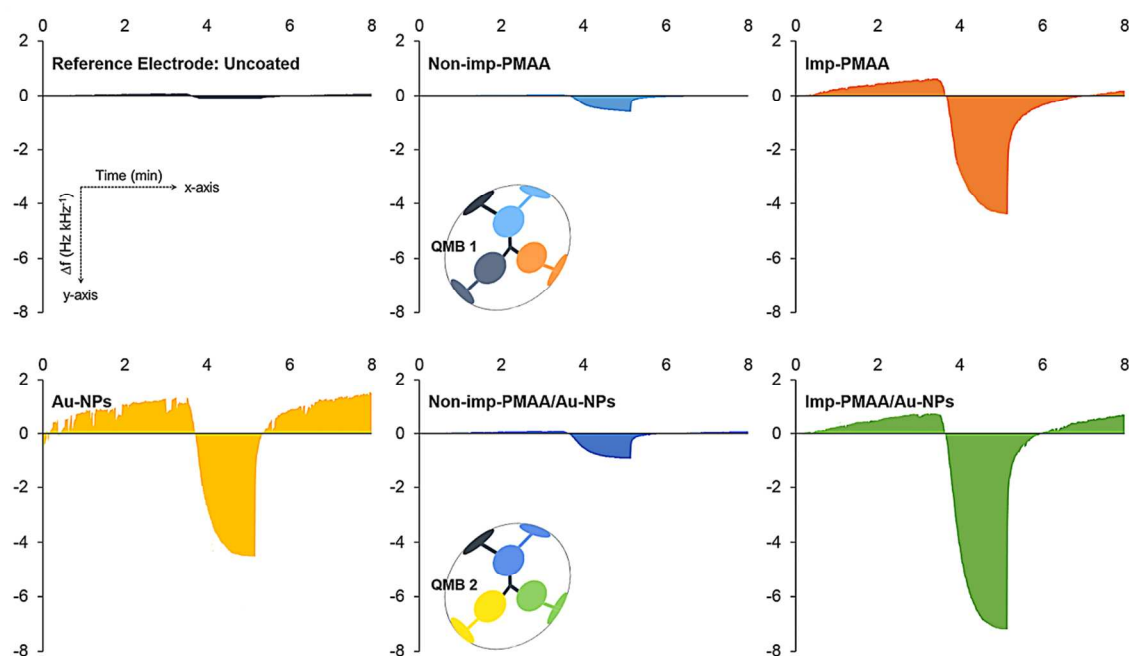 0 2 4 6 8 0 2 4 6 8 0 2 4 6 8
2 2 2
Reference Electrode: Uncoated Non-imp-PMAA Imp-PMAA
0 0 0
-2 -2 -2
Time (min)
x-axis
-4 -4 -4
Δf (Hz kHz⁻¹)
QMB 1
-6 -6 -6
y-axis
-8 -8 -8
0 2 4 6 8 0 2 4 6 8 0 2 4 6 8
2 2 2
Au-NPs Non-imp-PMAA/Au-NPs Imp-PMAA/Au-NPs
0 0 0
-2 -2 -2
-4 -4 -4
QMB 2
-6 -6 -6
-8 -8 -8